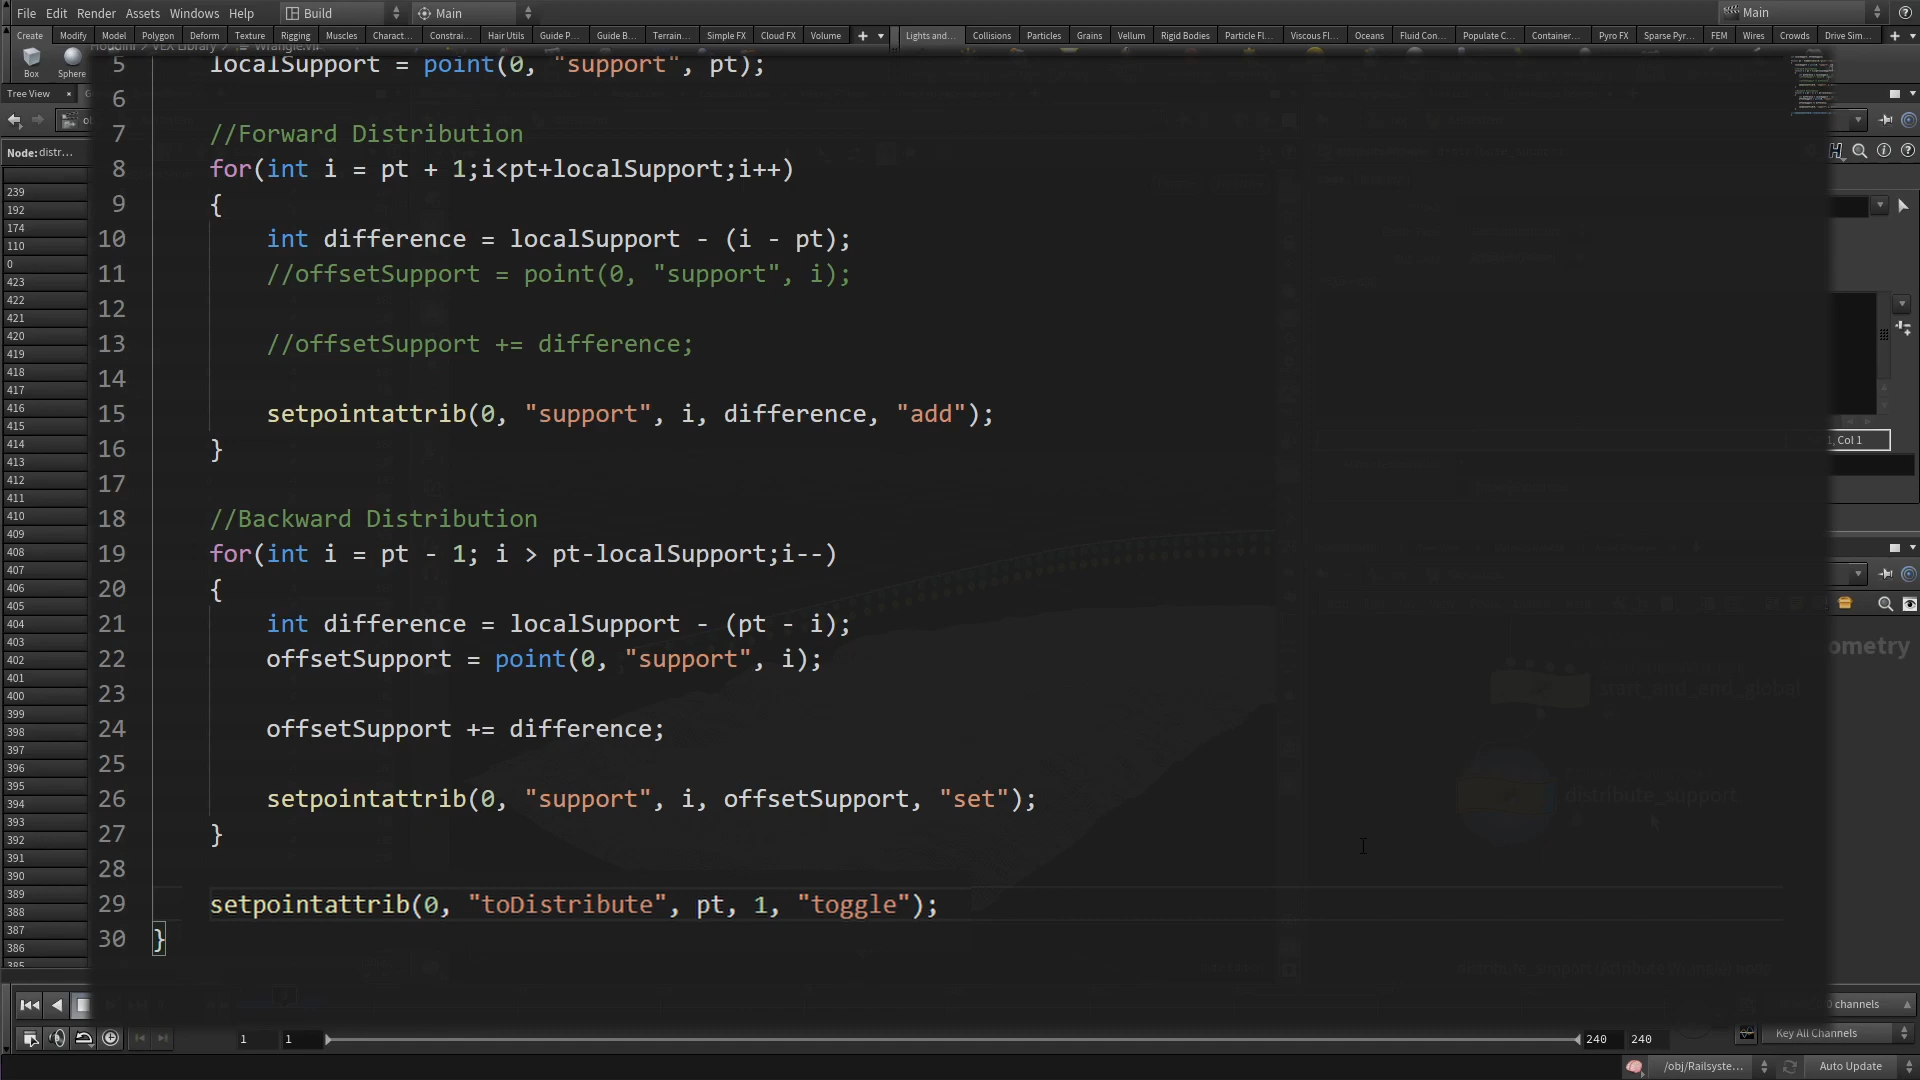 File Edit Render Assets Windows Help Build Main Main
Create Modify Model Polygon Deform Texture Rigging Muscles Charact... Constrai... Hair Utils Guide P... Guide B... Terrain... Simple FX Cloud FX Volume Lights and... Collisions Particles Grains Vellum Rigid Bodies Particle Fl... Viscous Fl... Oceans Fluid Con... Populate C... Container... Pyro FX Sparse Pyr... FEM Wires Crowds Drive Sim...
Box Sphere
Tree View
Node: distr...
5 localSupport = point(0, "support", pt);
6
7 //Forward Distribution
8 for(int i = pt + 1;i<pt+localSupport;i++)
9 {
10 int difference = localSupport - (i - pt);
11 //offsetSupport = point(0, "support", i);
12
13 //offsetSupport += difference;
14
15 setpointattrib(0, "support", i, difference, "add");
16 }
17
18 //Backward Distribution
19 for(int i = pt - 1; i > pt-localSupport;i--)
20 {
21 int difference = localSupport - (pt - i);
22 offsetSupport = point(0, "support", i);
23
24 offsetSupport += difference;
25
26 setpointattrib(0, "support", i, offsetSupport, "set");
27 }
28
29 setpointattrib(0, "toDistribute", pt, 1, "toggle");
30 }
239
192
174
110
0
423
422
421
420
419
418
417
416
415
414
413
412
411
410
409
408
407
406
405
404
403
402
401
400
399
398
397
396
395
394
393
392
391
390
389
388
387
386
385
1, Col 1
ometry
start_and_end_global
distribute_support
0 channels
1 1 240 240 Key All Channels
/obj/Railsyste... Auto Update